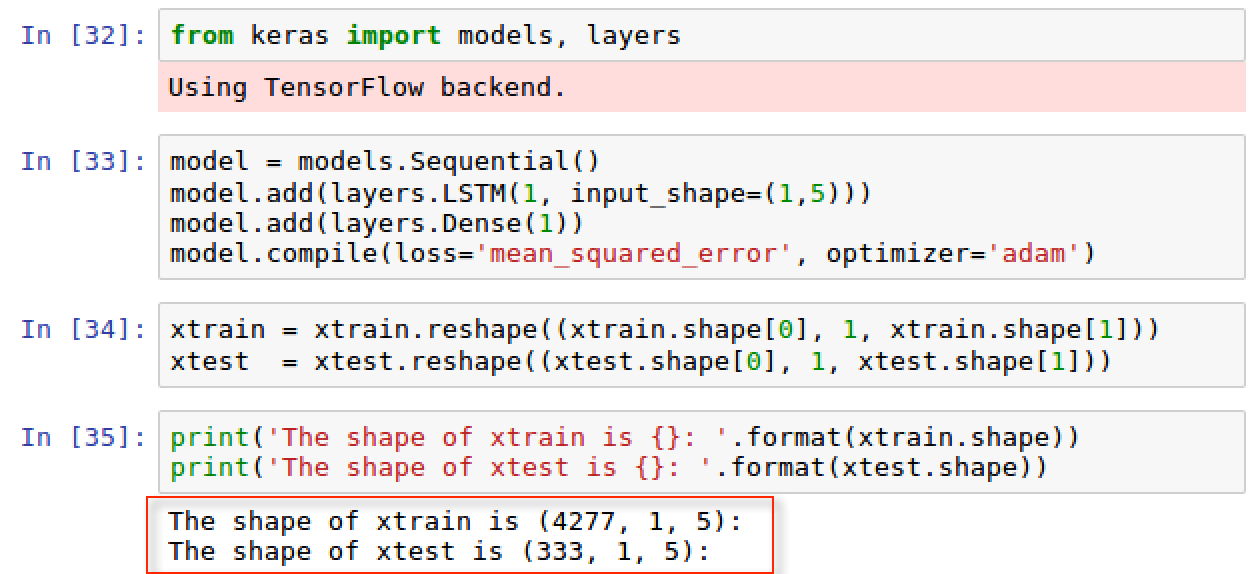 In [32]: from keras import models, layers
Using TensorFlow backend.
In [33]: model = models.Sequential()
model.add(layers.LSTM(1, input_shape=(1,5)))
model.add(layers.Dense(1))
model.compile(loss='mean_squared_error', optimizer='adam')
In [34]: xtrain = xtrain.reshape((xtrain.shape[0], 1, xtrain.shape[1]))
xtest  = xtest.reshape((xtest.shape[0], 1, xtest.shape[1]))
In [35]: print('The shape of xtrain is {}: '.format(xtrain.shape))
print('The shape of xtest is {}: '.format(xtest.shape))
The shape of xtrain is (4277, 1, 5):
The shape of xtest is (333, 1, 5):